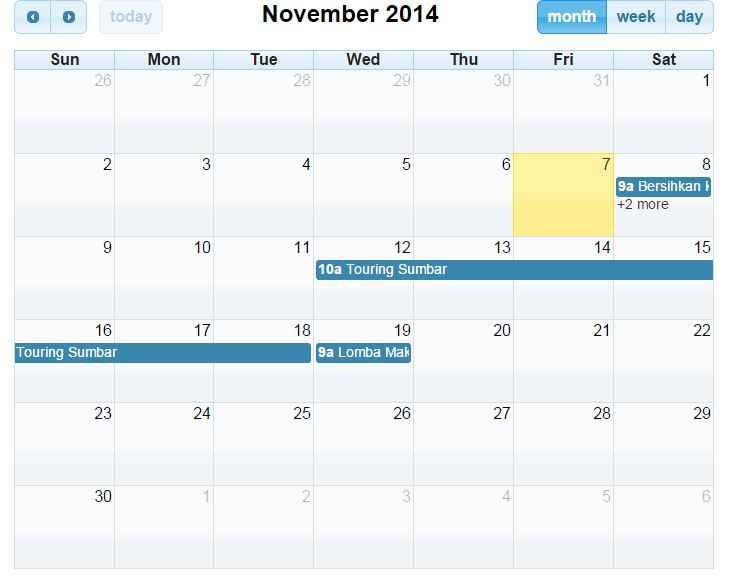 today November 2014 month week day
Sun Mon Tue Wed Thu Fri Sat
26 27 28 29 30 31 1
2 3 4 5 6 7 8
9a Bersihkan
+2 more
9 10 11 12 13 14 15
10a Touring Sumbar
16 17 18 19 20 21 22
Touring Sumbar 9a Lomba
23 24 25 26 27 28 29
30 1 2 3 4 5 6